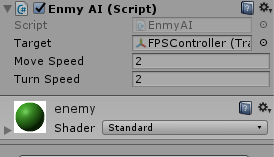 Enmy AI (Script)
Script EnmyAI
Target FPSController (Tra
Move Speed 2
Turn Speed 2
enemy
Shader Standard